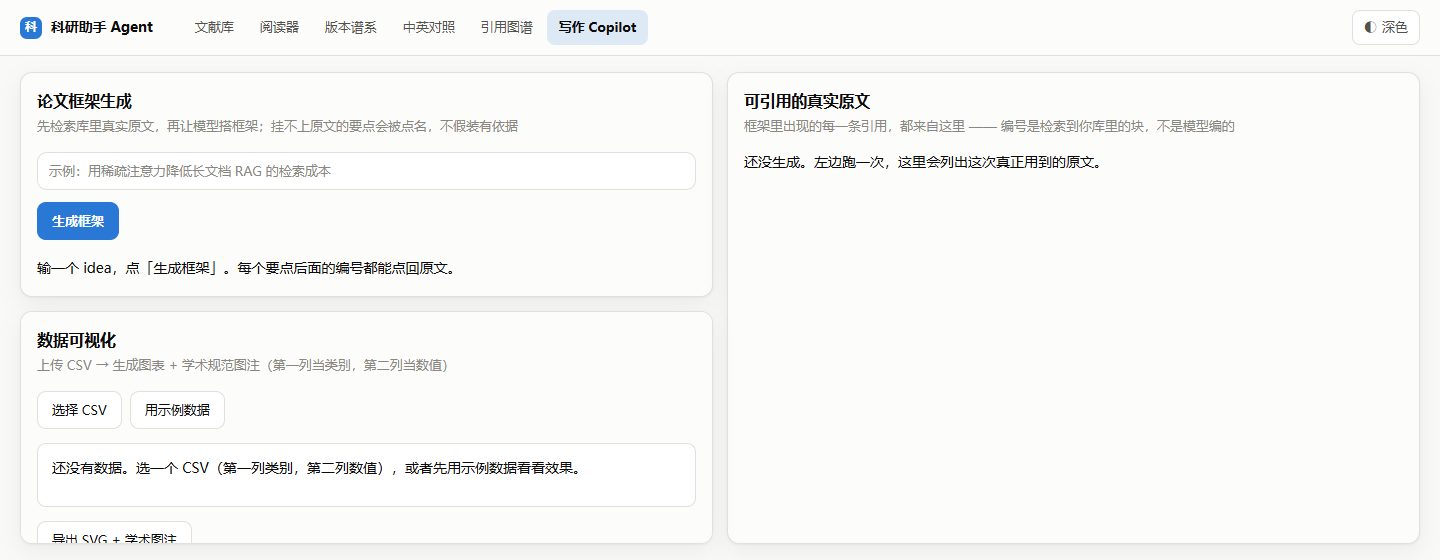 科 科研助手 Agent 文献库 阅读器 版本谱系 中英对照 引用图谱 写作 Copilot 深色
论文框架生成
先检索库里真实原文，再让模型搭框架；挂不上原文的要点会被点名，不假装有依据
示例：用稀疏注意力降低长文档 RAG 的检索成本
生成框架
输一个 idea，点「生成框架」。每个要点后面的编号都能点回原文。
数据可视化
上传 CSV → 生成图表 + 学术规范图注（第一列当类别，第二列当数值）
选择 CSV 用示例数据
还没有数据。选一个 CSV（第一列类别，第二列数值），或者先用示例数据看看效果。
导出 SVG + 学术图注
可引用的真实原文
框架里出现的每一条引用，都来自这里 —— 编号是检索到你库里的块，不是模型编的
还没生成。左边跑一次，这里会列出这次真正用到的原文。